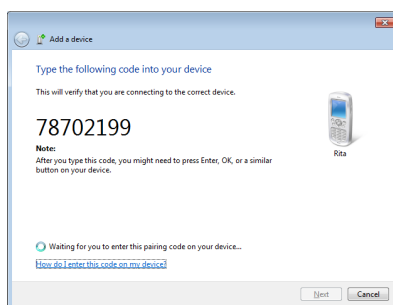 Add a device
Type the following code into your device
This will verify that you are connecting to the correct device.
78702199
Note:
After you type this code, you might need to press Enter, OK, or a similar
button on your device.
Rita
Waiting for you to enter this pairing code on your device...
How do I enter this code on my device?
Next Cancel